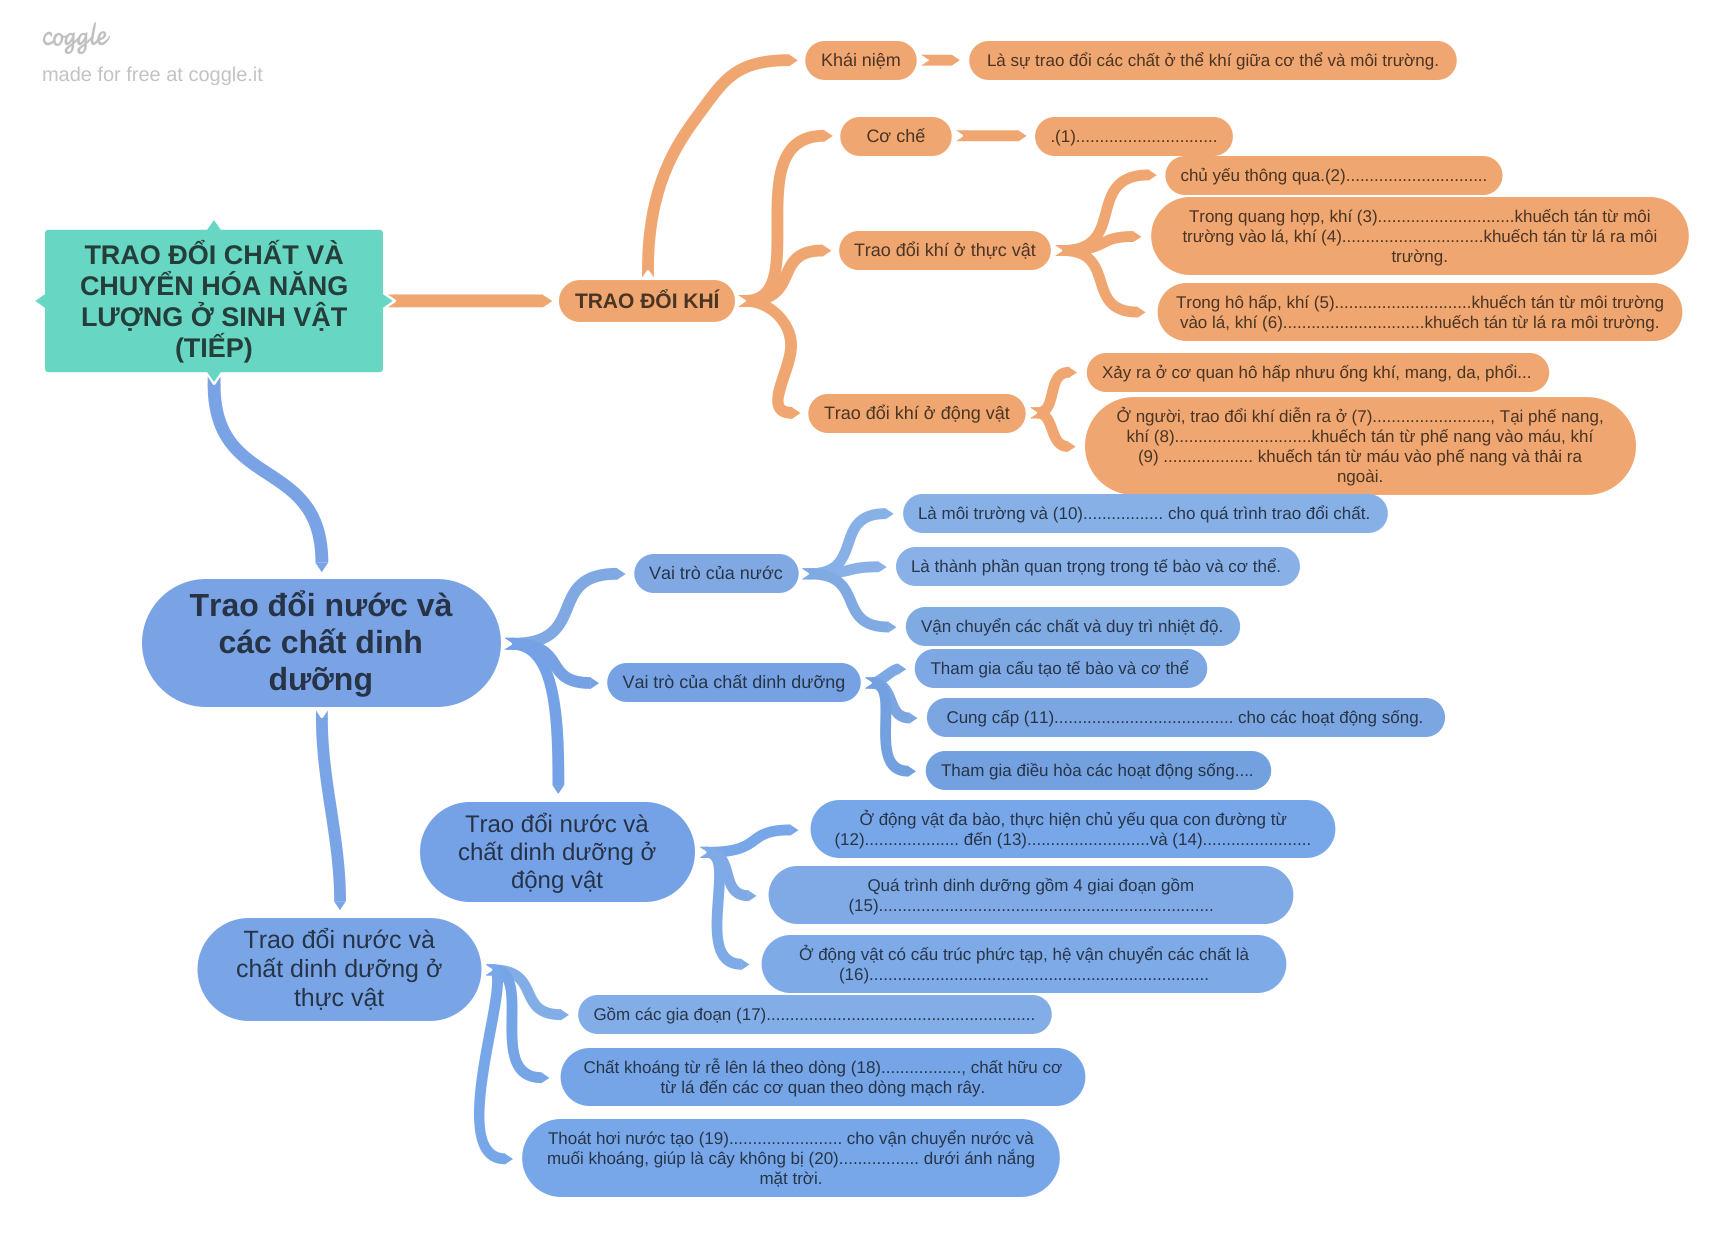 coggle
made for free at coggle.it
TRAO ĐỔI CHẤT VÀ
CHUYỂN HÓA NĂNG
LƯỢNG Ở SINH VẬT
(TIẾP)
TRAO ĐỔI KHÍ
Khái niệm
Là sự trao đổi các chất ở thể khí giữa cơ thể và môi trường.
Cơ chế
.(1)..............................
Trao đổi khí ở thực vật
chủ yếu thông qua.(2)..............................
Trong quang hợp, khí (3).............................khuếch tán từ môi
trường vào lá, khí (4)..............................khuếch tán từ lá ra môi
trường.
Trong hô hấp, khí (5).............................khuếch tán từ môi trường
vào lá, khí (6)..............................khuếch tán từ lá ra môi trường.
Trao đổi khí ở động vật
Xảy ra ở cơ quan hô hấp nhưu ống khí, mang, da, phổi...
Ở người, trao đổi khí diễn ra ở (7)........................., Tại phế nang,
khí (8).............................khuếch tán từ phế nang vào máu, khí
(9) ................... khuếch tán từ máu vào phế nang và thải ra
ngoài.
Trao đổi nước và
các chất dinh
dưỡng
Vai trò của nước
Là môi trường và (10)................. cho quá trình trao đổi chất.
Là thành phần quan trọng trong tế bào và cơ thể.
Vận chuyển các chất và duy trì nhiệt độ.
Vai trò của chất dinh dưỡng
Tham gia cấu tạo tế bào và cơ thể
Cung cấp (11)...................................... cho các hoạt động sống.
Tham gia điều hòa các hoạt động sống....
Trao đổi nước và
chất dinh dưỡng ở
động vật
Ở động vật đa bào, thực hiện chủ yếu qua con đường từ
(12).................... đến (13)..........................và (14).......................
Quá trình dinh dưỡng gồm 4 giai đoạn gồm
(15).......................................................................
Ở động vật có cấu trúc phức tạp, hệ vận chuyển các chất là
(16)........................................................................
Trao đổi nước và
chất dinh dưỡng ở
thực vật
Gồm các gia đoạn (17).........................................................
Chất khoáng từ rễ lên lá theo dòng (18)................., chất hữu cơ
từ lá đến các cơ quan theo dòng mạch rây.
Thoát hơi nước tạo (19)........................ cho vận chuyển nước và
muối khoáng, giúp là cây không bị (20)................. dưới ánh nắng
mặt trời.